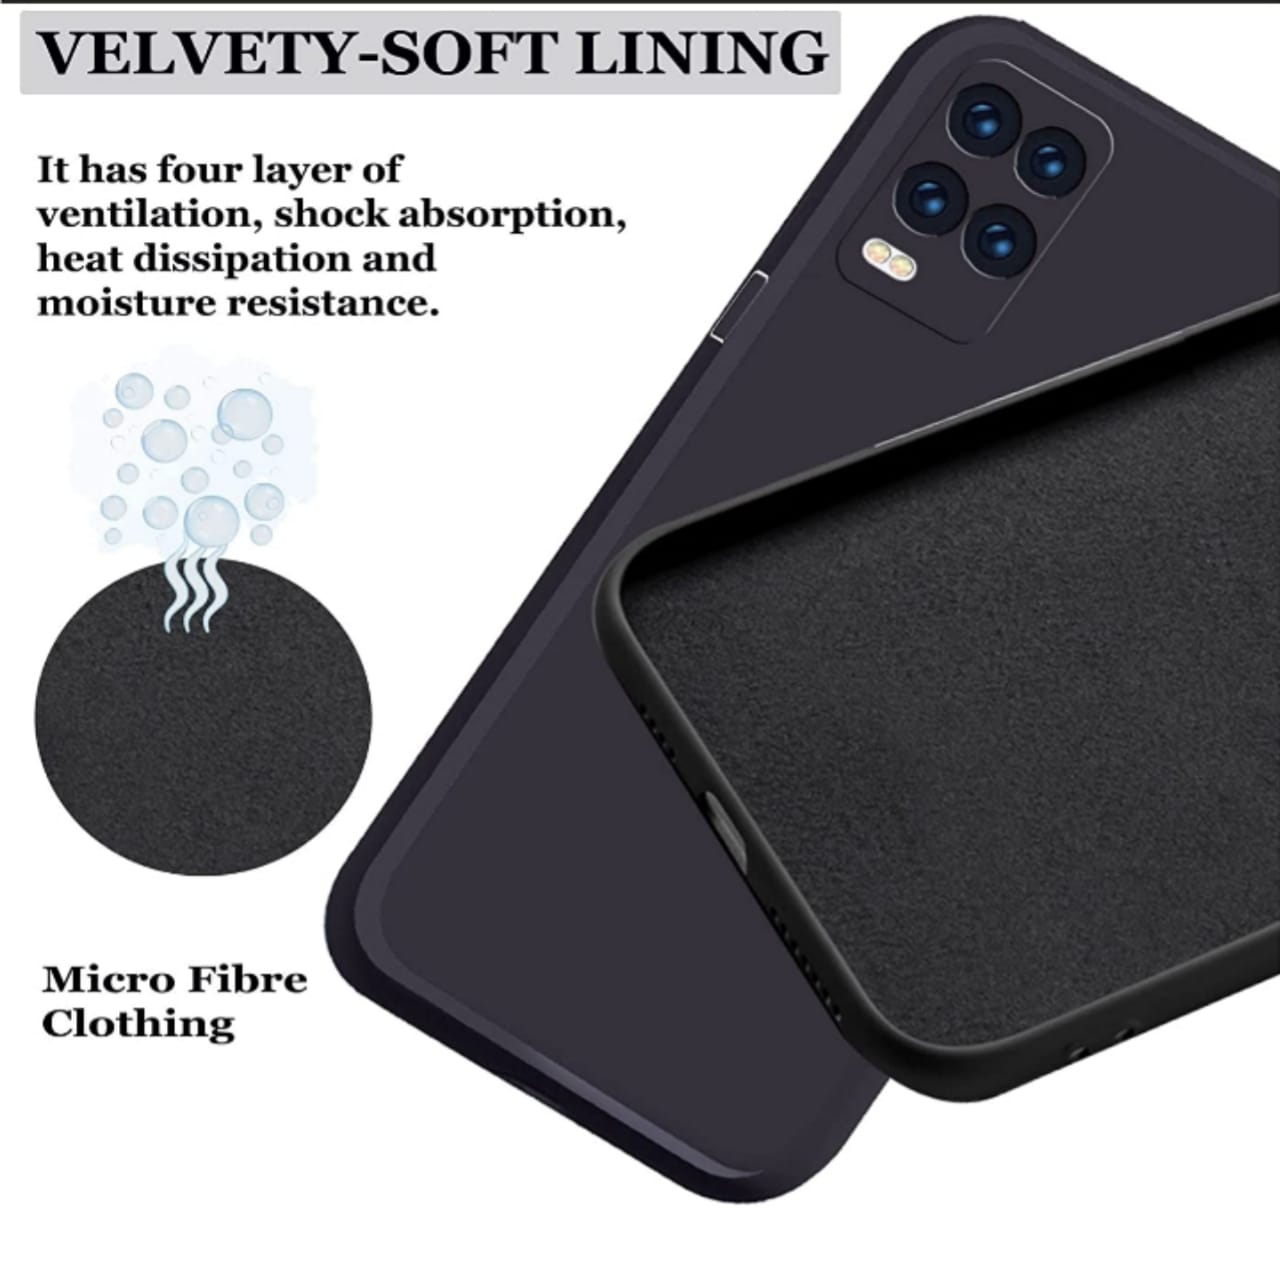 VELVETY-SOFT LINING
It has four layer of
ventilation, shock absorption,
heat dissipation and
moisture resistance.
Micro Fibre
Clothing